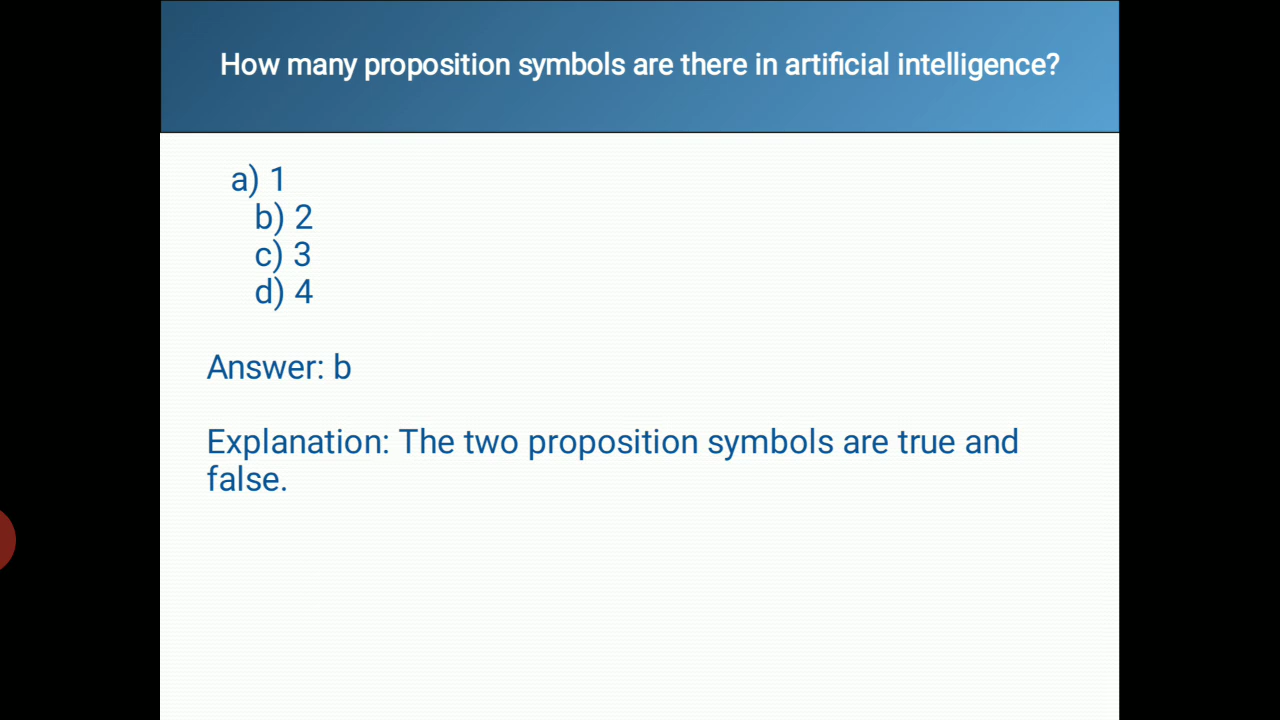 How many proposition symbols are there in artificial intelligence?
a) 1
b) 2
c) 3
d) 4
Answer: b
Explanation: The two proposition symbols are true and
false.